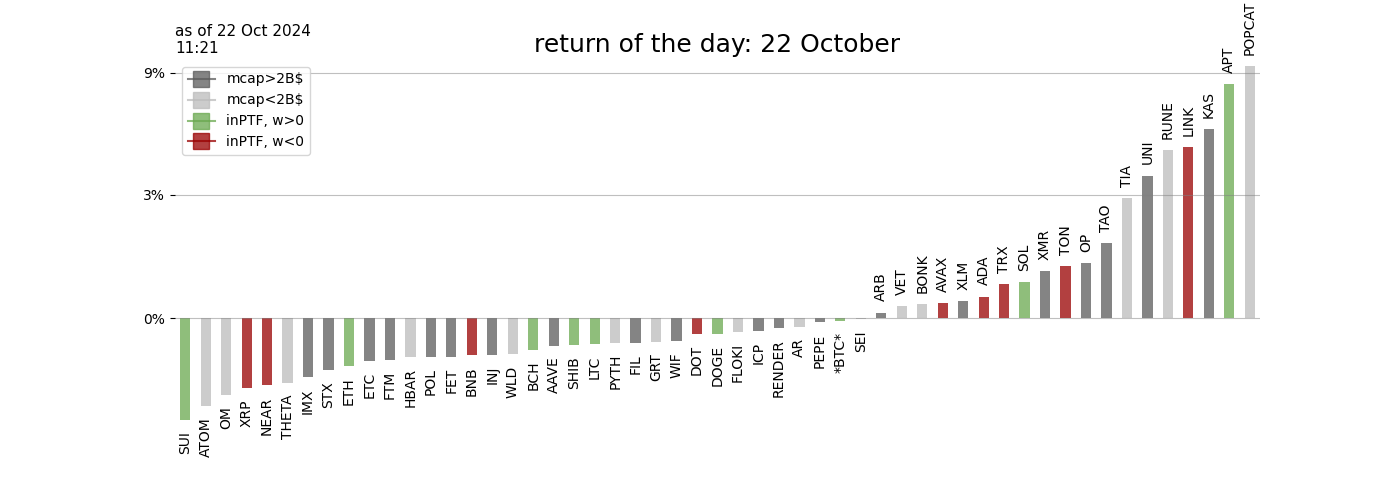 as of 22 Oct 2024
11:21
return of the day: 22 October
mcap>2B$
mcap<2B$
inPTF, w>0
inPTF, w<0
9%
3%
0%
SUI
ATOM
OM
XRP
NEAR
THETA
IMX
STX
ETH
ETC
FTM
HBAR
POL
FET
BNB
INJ
WLD
BCH
AAVE
SHIB
LTC
PYTH
FIL
GRT
WIF
DOT
DOGE
FLOKI
ICP
RENDER
AR
PEPE
*BTC*
SEI
ARB
VET
BONK
AVAX
XLM
ADA
TRX
SOL
XMR
TON
OP
TAO
TIA
UNI
RUNE
LINK
KAS
APT
POPCAT